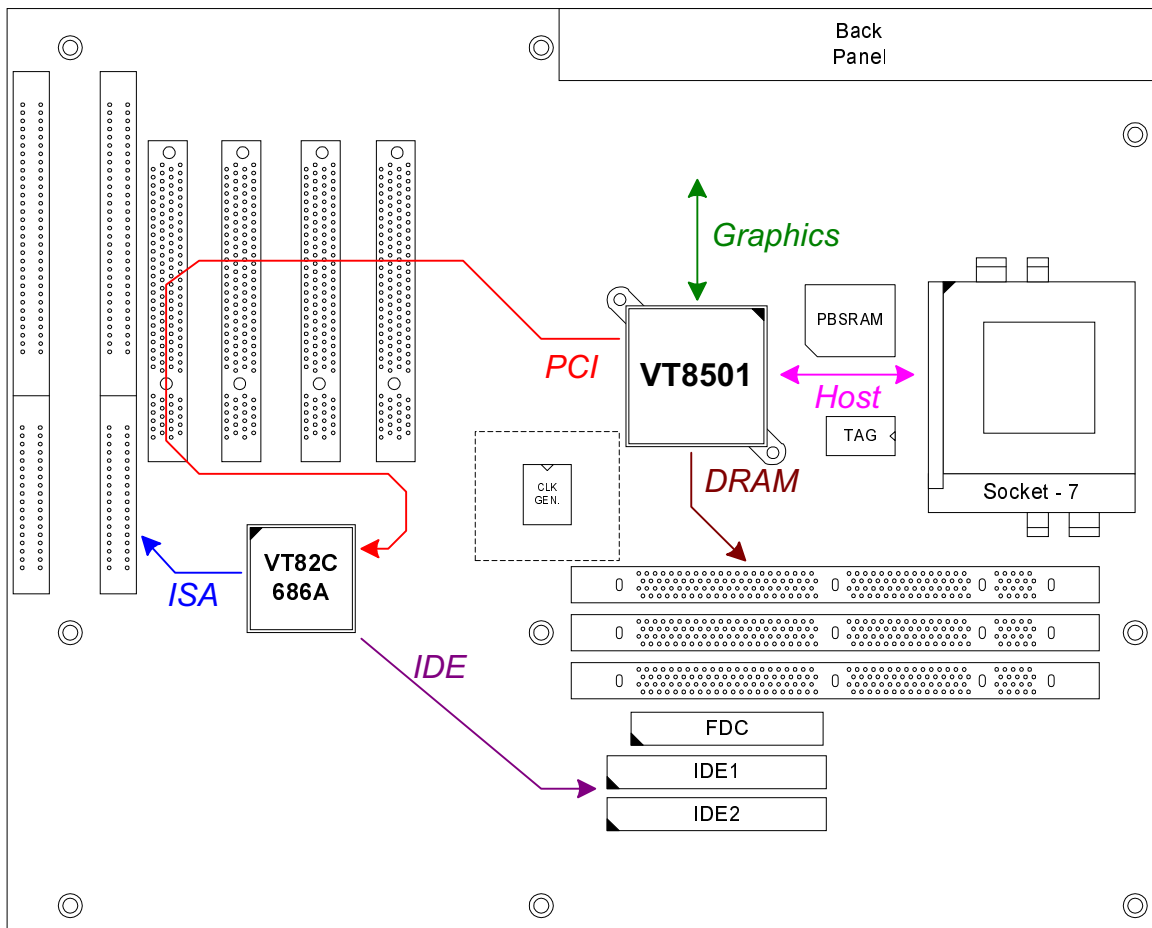 Back
Panel
Graphics
PBSRAM
PCI
VT8501
Host
TAG
DRAM
CLK
GEN.
Socket - 7
VT82C
686A
ISA
IDE
FDC
IDE1
IDE2